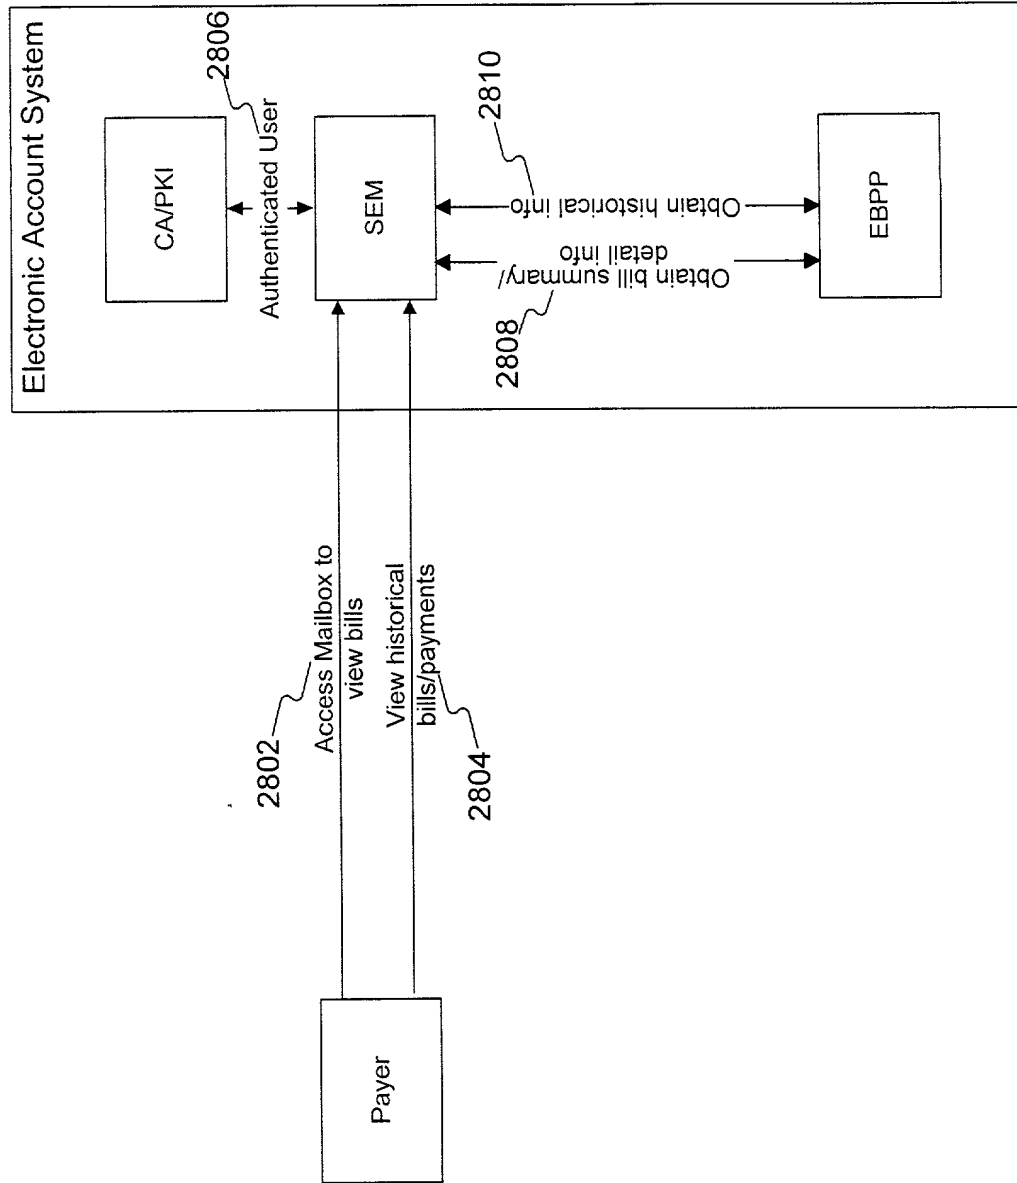 Electronic Account System
CA/PKI
2806
Authenticated User
SEM
2802
Access Mailbox to
view bills
View historical
bills/payments
2804
Payer
2808
Obtain bill summary/
detail info
2810
Obtain historical info
EBPP